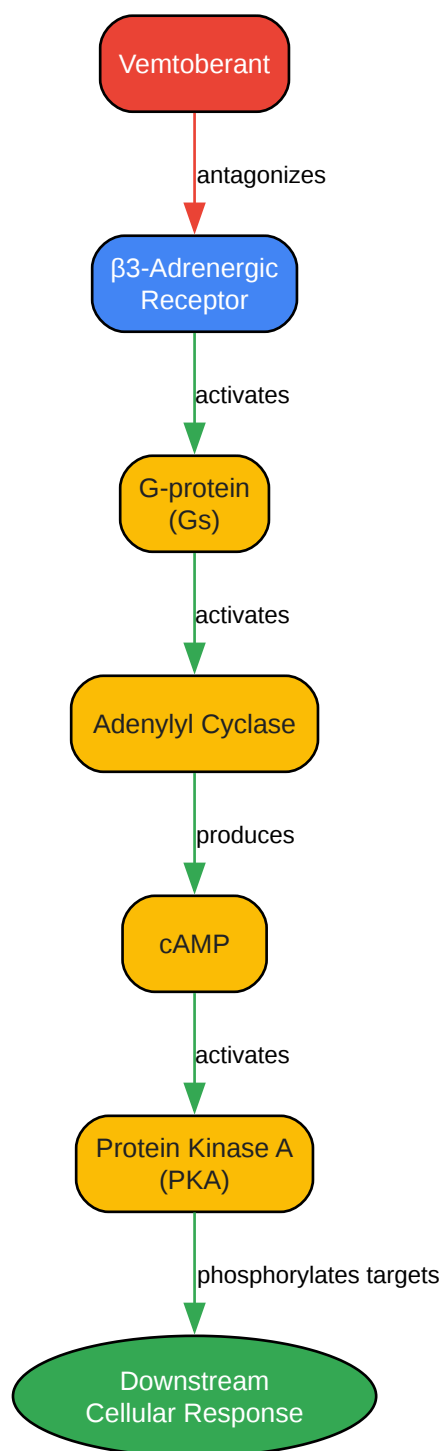 Vemtoberant
antagonizes
β3-Adrenergic
Receptor
activates
G-protein
(Gs)
activates
Adenylyl Cyclase
produces
cAMP
activates
Protein Kinase A
(PKA)
phosphorylates targets
Downstream
Cellular Response